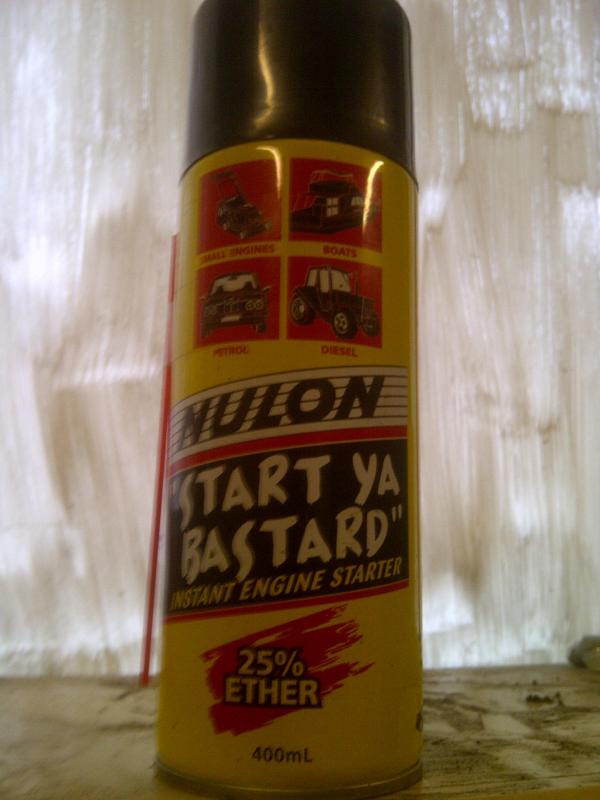 SMALL ENGINES BOATS
PETROL DIESEL
NULON
"START YA
BASTARD"
INSTANT ENGINE STARTER
25%
ETHER
400mL